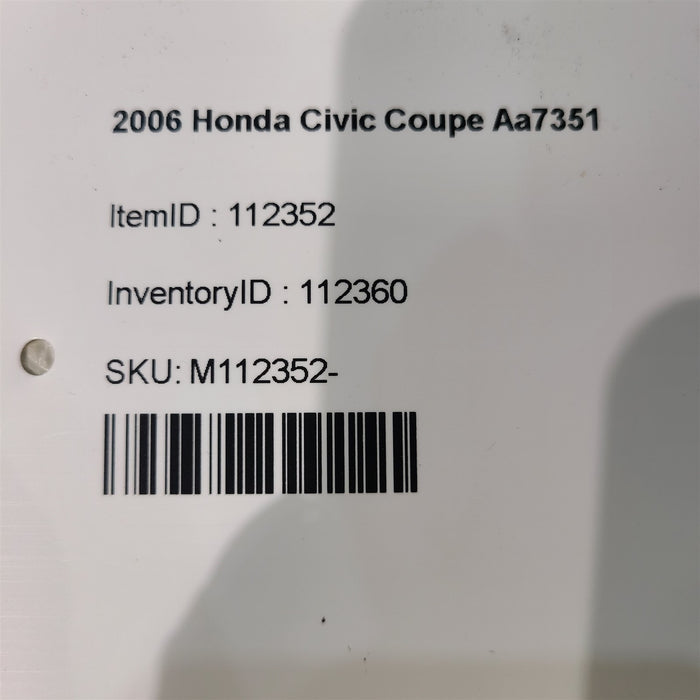 2006 Honda Civic Coupe Aa7351
ItemID : 112352
InventoryID : 112360
SKU: M112352-